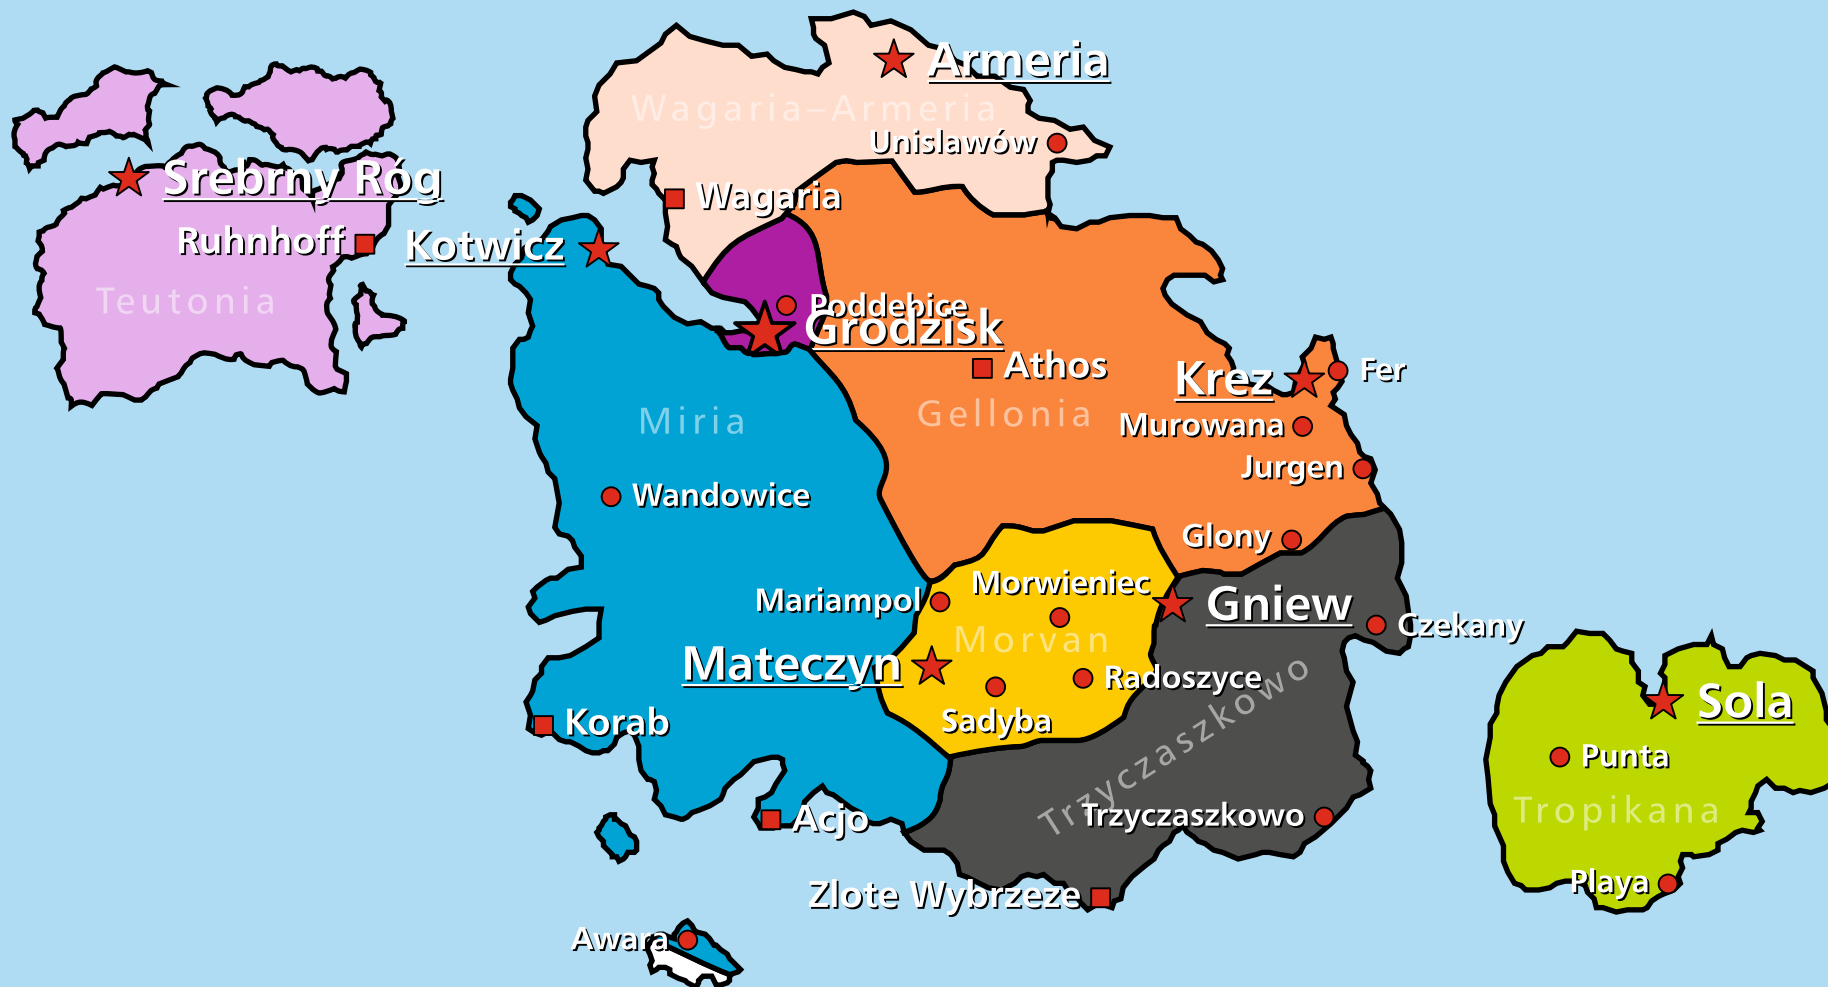 Armeria
Wagaria–Armeria
Unislawów
Srebrny Róg
Wagaria
Ruhnhoff
Kotwicz
Teutonia
Poddebice
Grodzisk
Athos
Krez
Fer
Miria
Gellonia
Murowana
Jurgen
Wandowice
Glony
Morwieniec
Mariampol
Gniew
Czekany
Morvan
Mateczyn
Radoszyce
Trzyczaszkowo
Sola
Korab
Sadyba
Punta
Tropikana
Acjo
Trzyczaszkowo
Playa
Zlote Wybrzeze
Awara